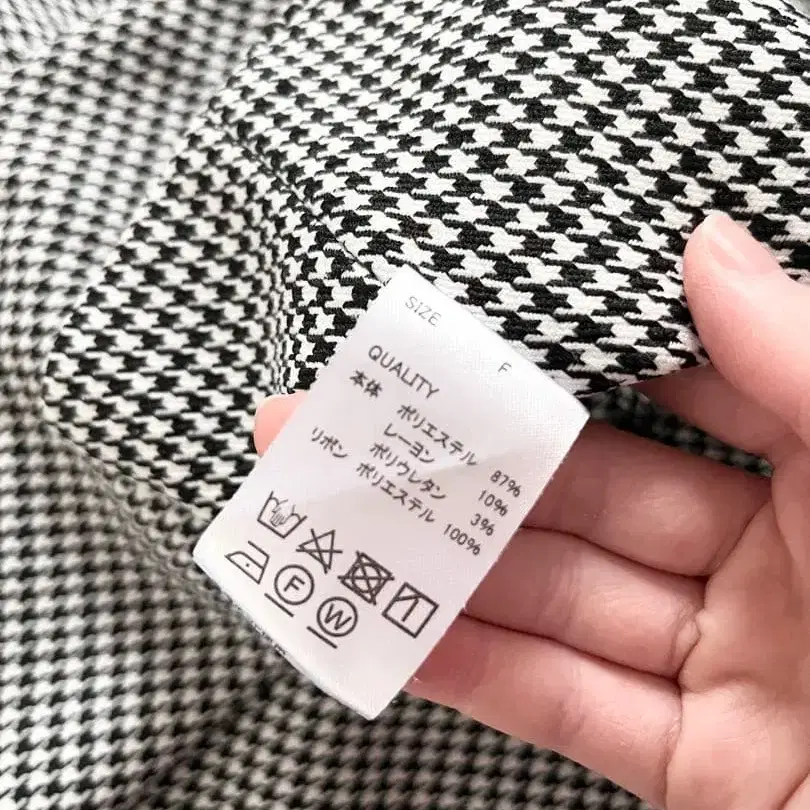 SIZE
F
QUALITY
本体 ポリエステル 87%
レーヨン 10%
ポリウレタン 3%
リボン ポリエステル 100%
F
W